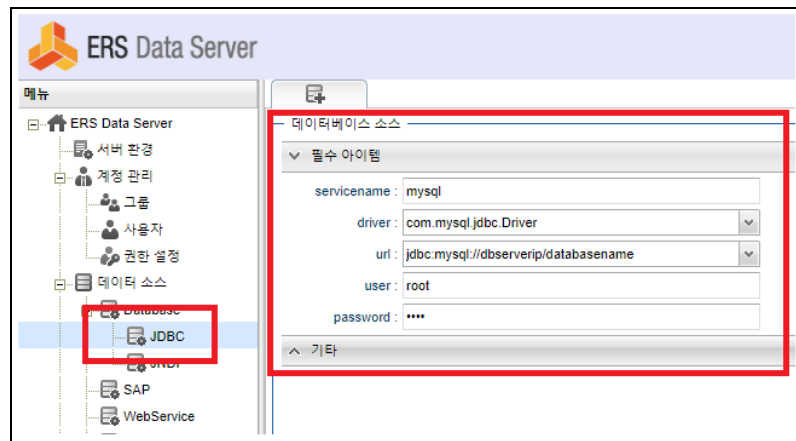 ERS Data Server
메뉴
ERS Data Server
서버 환경
계정 관리
그룹
사용자
권한 설정
데이터 소스
Database
JDBC
JNDI
SAP
WebService
데이터베이스 소스
필수 아이템
servicename : mysql
driver : com.mysql.jdbc.Driver
url : jdbc:mysql://dbserverip/databasename
user : root
password : ••••
기타